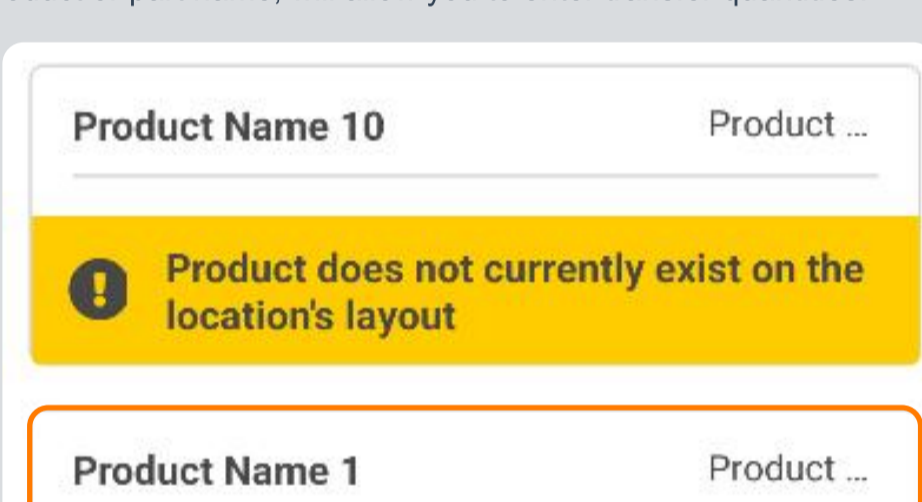 Product Name 10 Product ...
Product does not currently exist on the
location's layout
Product Name 1 Product ...